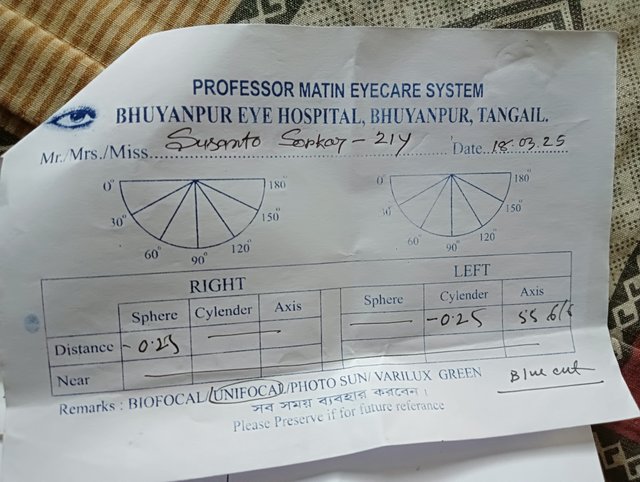 PROFESSOR MATIN EYECARE SYSTEM
BHUYANPUR EYE HOSPITAL, BHUYANPUR, TANGAIL.
Mr./Mrs./Miss....Susanto Sarkar - 21y....Date..18.03.25
0° 180° 0° 180°
30° 150° 30° 150°
60° 90° 120° 60° 90° 120°
RIGHT LEFT
Sphere Cylender Axis Sphere Cylender Axis
Distance - 0.25 — — -0.25 55 6/6
Near — —
Remarks : BIOFOCAL/UNIFOCAL/PHOTO SUN/ VARILUX GREEN Blue cut
সব সময় ব্যবহার করবেন।
Please Preserve if for future referance